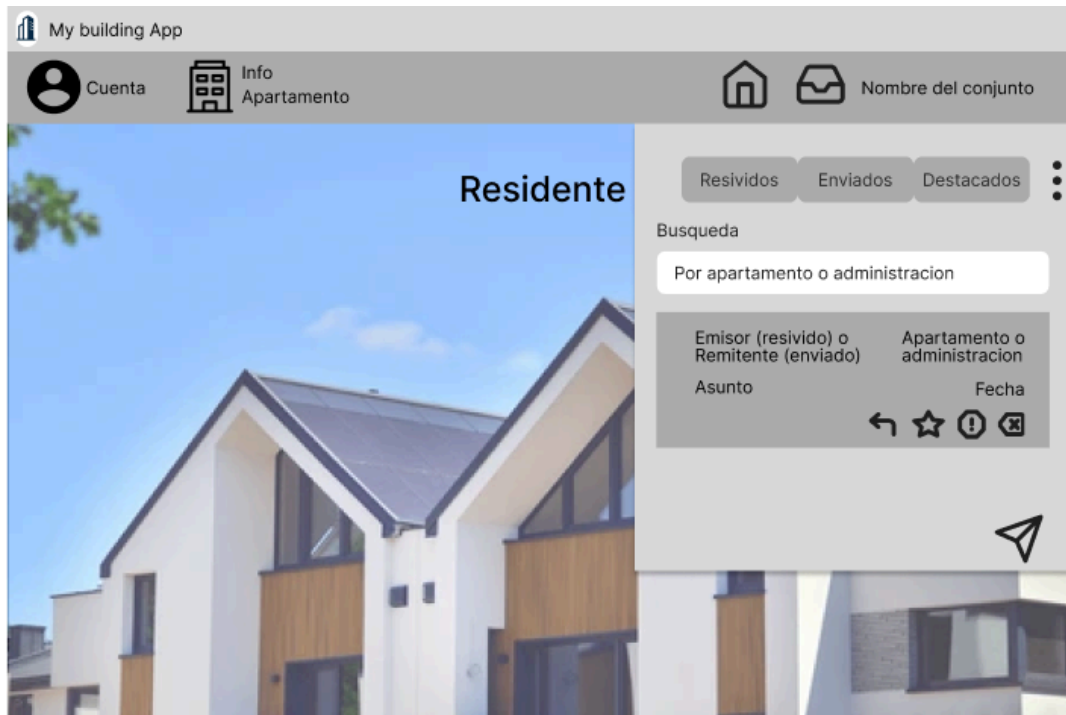 My building App
Cuenta
Info
Apartamento
Nombre del conjunto
Residente
Resividos
Enviados
Destacados
Busqueda
Por apartamento o administracion
Emisor (resivido) o
Remitente (enviado)
Apartamento o
administracion
Asunto
Fecha